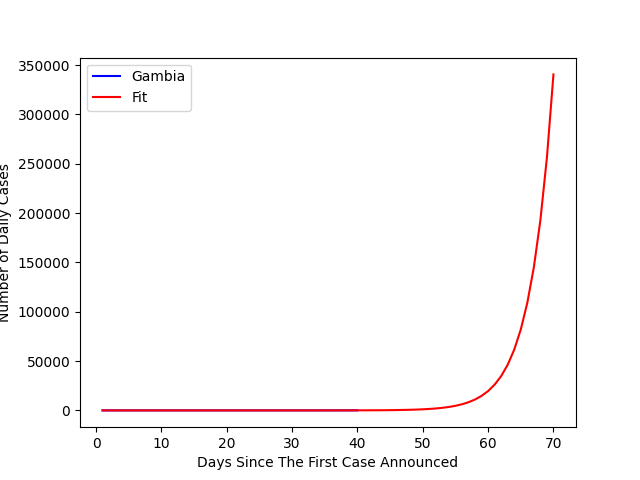 Gambia
Fit
350000
300000
250000
200000
150000
100000
50000
0
Number of Daily Cases
0 10 20 30 40 50 60 70
Days Since The First Case Announced